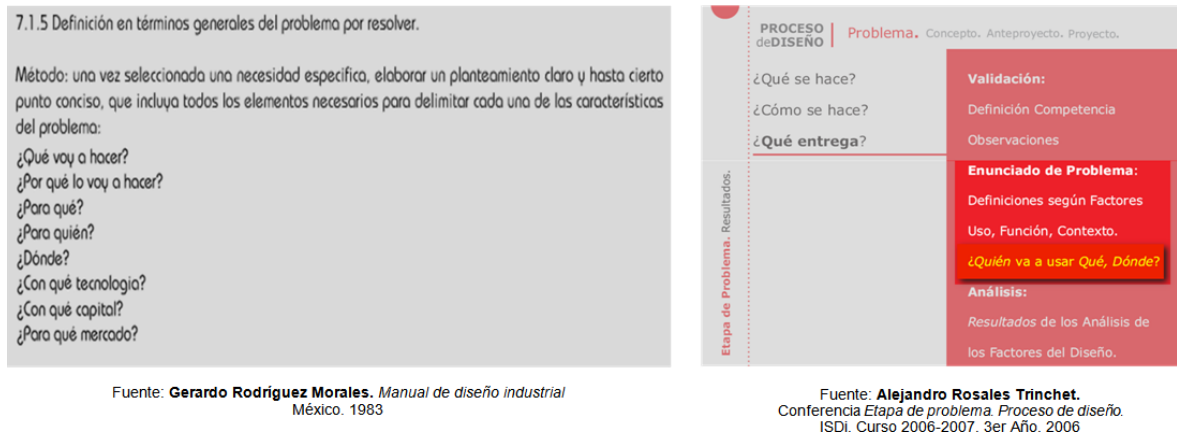 7.1.5 Definición en términos generales del problema por resolver.
Método: una vez seleccionada una necesidad especifica, elaborar un planteamiento claro y hasta cierto
punto conciso, que incluya todos los elementos necesarios para delimitar cada una de las características
del problema:
¿Qué voy a hacer?
¿Por qué lo voy a hacer?
¿Para qué?
¿Para quién?
¿Dónde?
¿Con qué tecnologia?
¿Con qué capital?
¿Para qué mercado?
Fuente: Gerardo Rodríguez Morales. Manual de diseño industrial
México. 1983
PROCESO
deDISEÑO
Problema. Concepto. Anteproyecto. Proyecto.
¿Qué se hace?
¿Cómo se hace?
¿Qué entrega?
Etapa de Problema. Resultados.
Validación:
Definición Competencia
Observaciones
Enunciado de Problema:
Definiciones según Factores
Uso, Función, Contexto.
¿Quién va a usar Qué, Dónde?
Análisis:
Resultados de los Análisis de
los Factores del Diseño.
Fuente: Alejandro Rosales Trinchet.
Conferencia Etapa de problema. Proceso de diseño.
ISDi. Curso 2006-2007. 3er Año. 2006